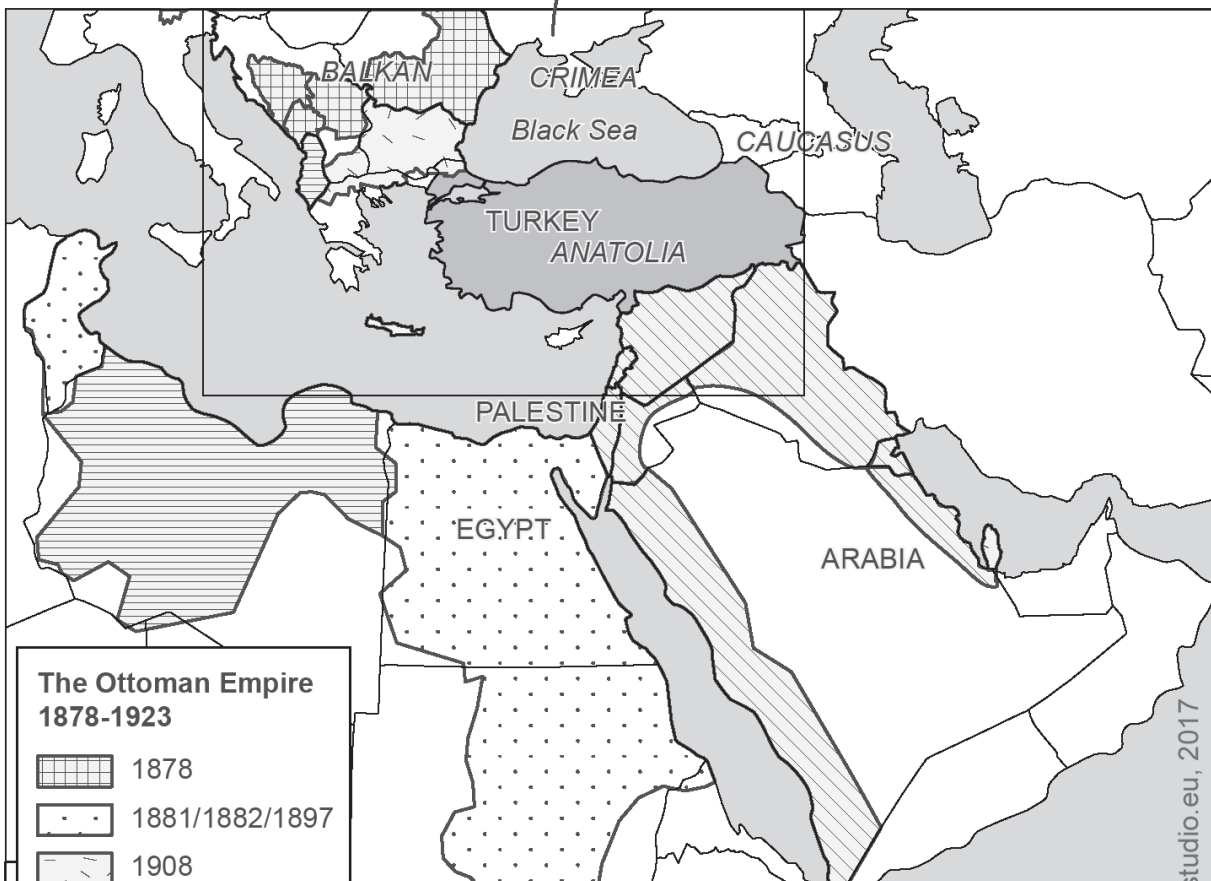 BALKAN
CRIMEA
Black Sea
CAUCASUS
TURKEY
ANATOLIA
PALESTINE
EGYPT
ARABIA
The Ottoman Empire
1878-1923
1878
1881/1882/1897
1908
studio.eu, 2017